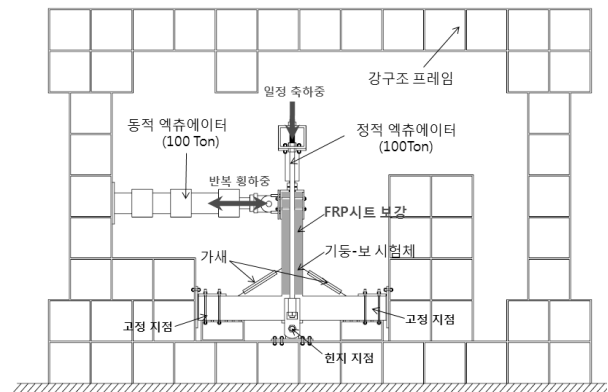 강구조 프레임
일정 축하중
동적 엑츄에이터
(100 Ton)
정적 엑츄에이터
(100Ton)
반복 횡하중
FRP시트 보강
가새
기둥-보 시험체
고정 지점
고정 지점
힌지 지점